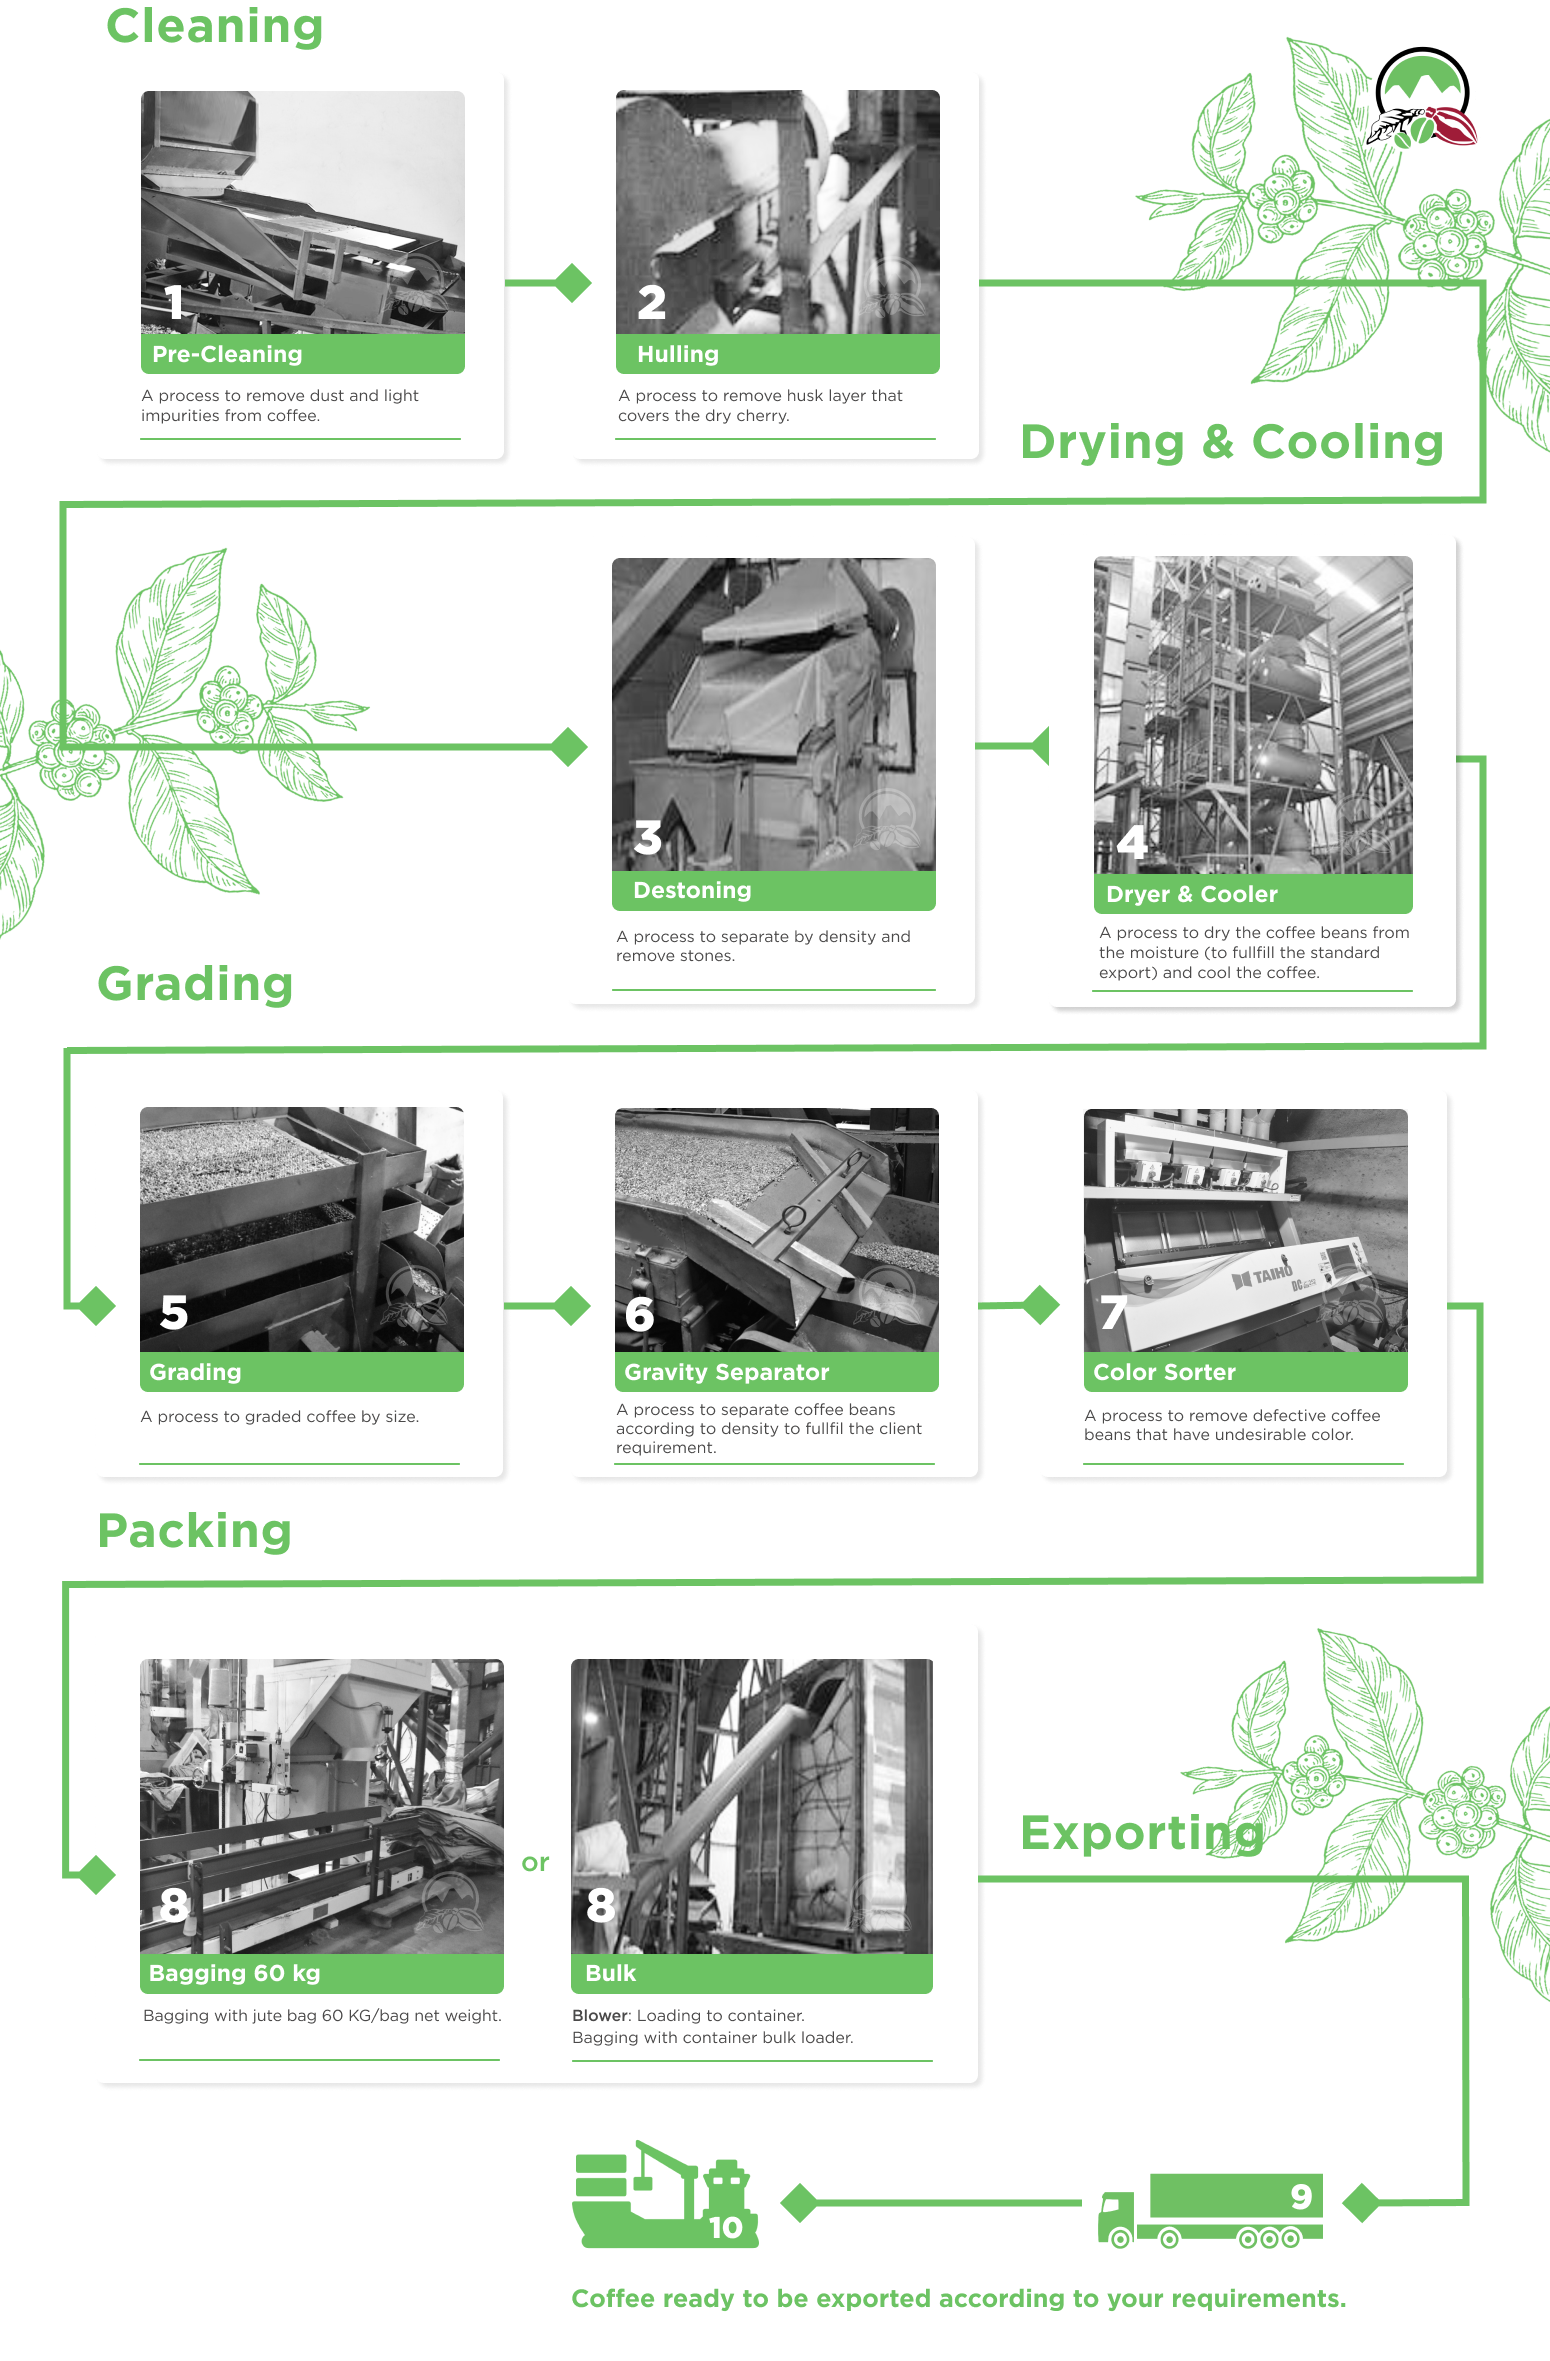 Cleaning
1
Pre-Cleaning
A process to remove dust and light
impurities from coffee.
2
Hulling
A process to remove husk layer that
covers the dry cherry.
Drying & Cooling
3
Destoning
A process to separate by density and
remove stones.
4
Dryer & Cooler
A process to dry the coffee beans from
the moisture (to fullfill the standard
export) and cool the coffee.
Grading
5
Grading
A process to graded coffee by size.
6
Gravity Separator
A process to separate coffee beans
according to density to fullfil the client
requirement.
TAIHO
DC
7
Color Sorter
A process to remove defective coffee
beans that have undesirable color.
Packing
8
Bagging 60 kg
Bagging with jute bag 60 KG/bag net weight.
or
8
Bulk
Blower: Loading to container.
Bagging with container bulk loader.
Exporting
9
10
Coffee ready to be exported according to your requirements.